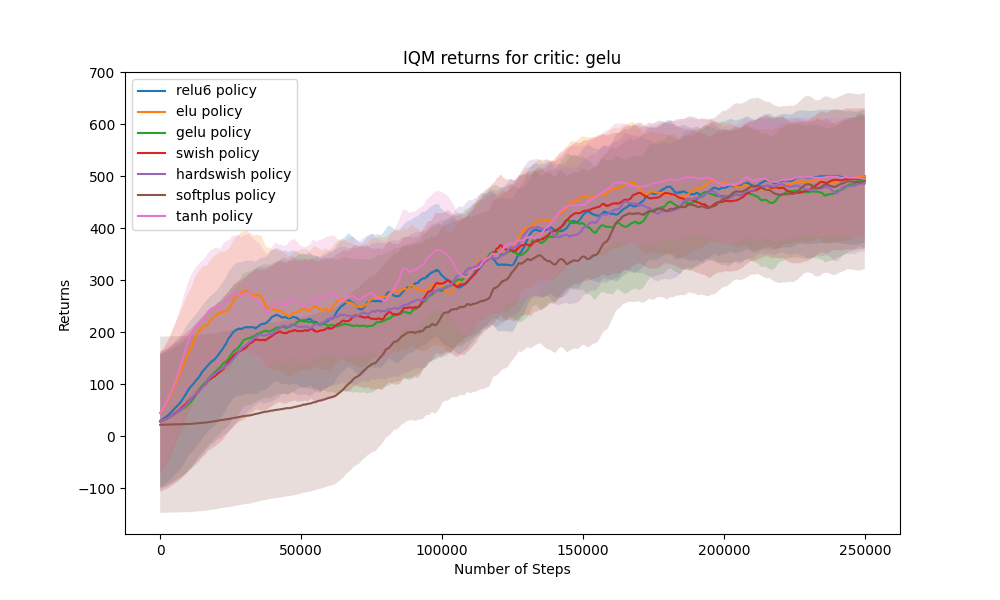 IQM returns for critic: gelu
700
600
500
400
300
200
100
0
−100
Returns
relu6 policy
elu policy
gelu policy
swish policy
hardswish policy
softplus policy
tanh policy
0
50000
100000
150000
200000
250000
Number of Steps